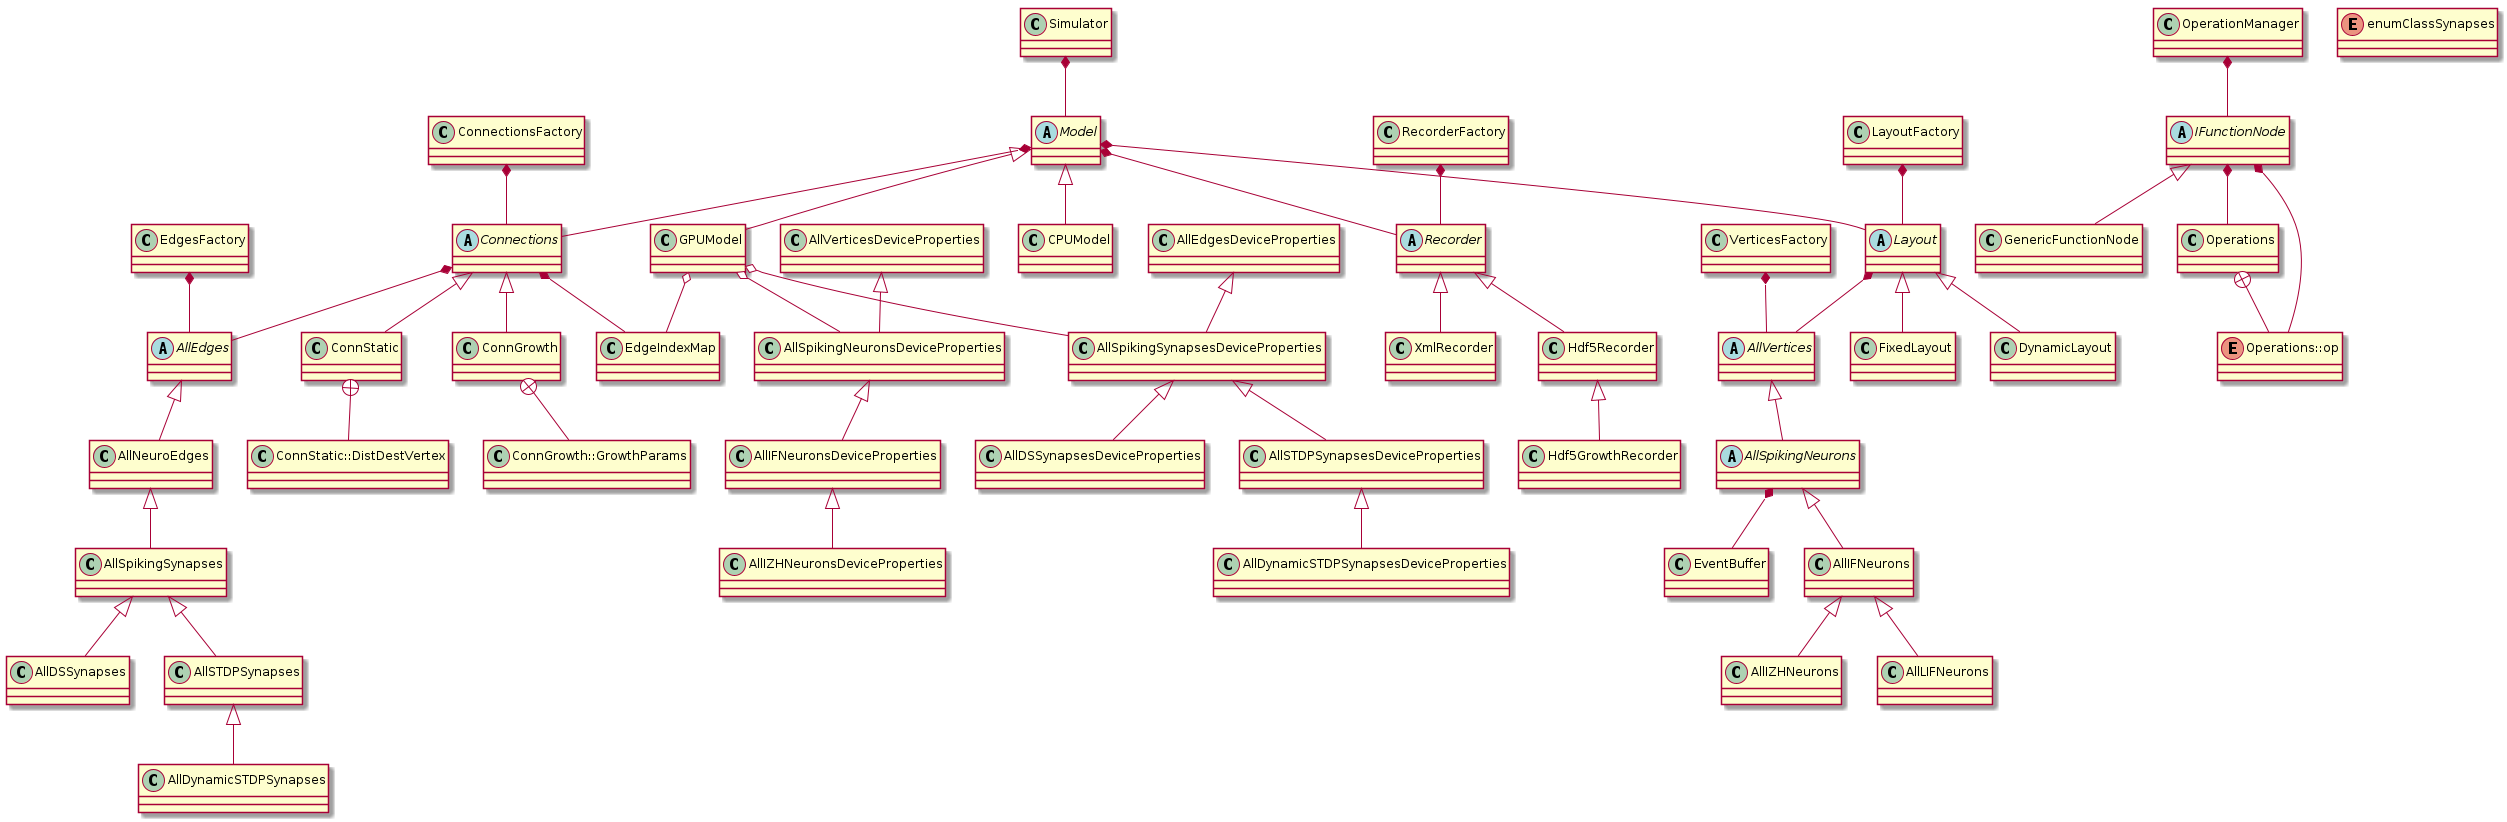 C Simulator
C OperationManager
E enumClassSynapses
C ConnectionsFactory
A Model
C RecorderFactory
C LayoutFactory
A IFunctionNode
C EdgesFactory
A Connections
C GPUModel
C AllVerticesDeviceProperties
C CPUModel
C AllEdgesDeviceProperties
A Recorder
C VerticesFactory
A Layout
C GenericFunctionNode
C Operations
A AllEdges
C ConnStatic
C ConnGrowth
C EdgeIndexMap
C AllSpikingNeuronsDeviceProperties
C AllSpikingSynapsesDeviceProperties
C XmlRecorder
C Hdf5Recorder
A AllVertices
C FixedLayout
C DynamicLayout
E Operations::op
C AllNeuroEdges
C ConnStatic::DistDestVertex
C ConnGrowth::GrowthParams
C AllIFNeuronsDeviceProperties
C AllDSSynapsesDeviceProperties
C AllSTDPSynapsesDeviceProperties
C Hdf5GrowthRecorder
A AllSpikingNeurons
C AllSpikingSynapses
C AllIZHNeuronsDeviceProperties
C AllDynamicSTDPSynapsesDeviceProperties
C EventBuffer
C AllIFNeurons
C AllDSSynapses
C AllSTDPSynapses
C AllIZHNeurons
C AllLIFNeurons
C AllDynamicSTDPSynapses